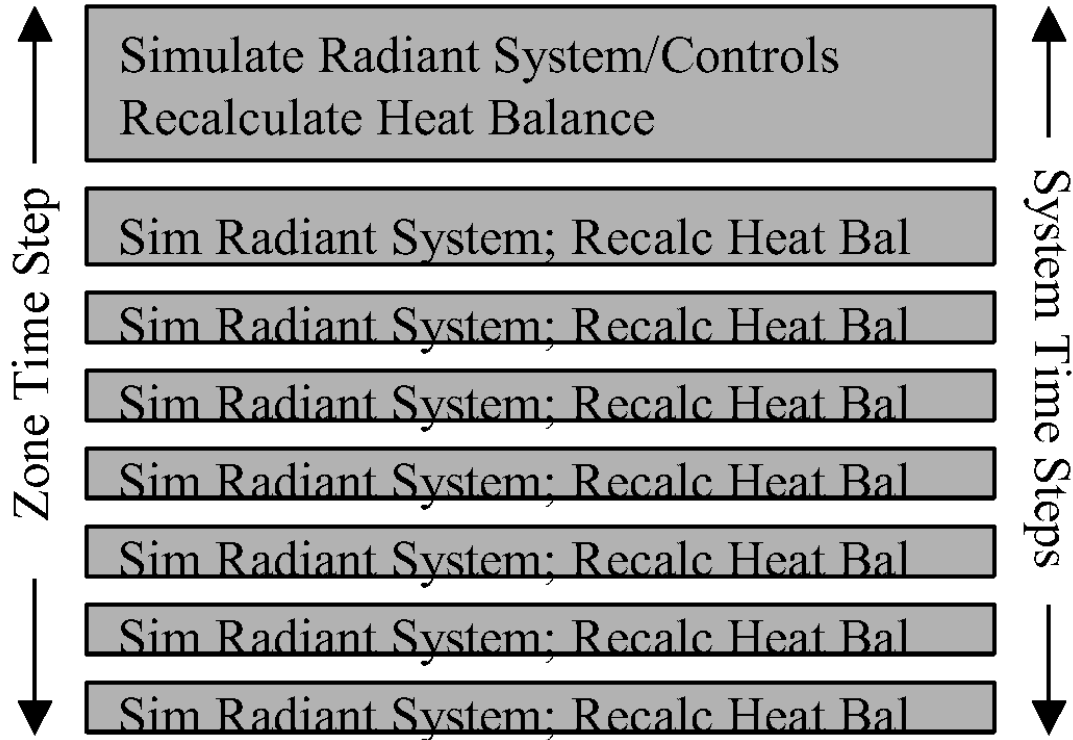 Simulate Radiant System/Controls
Recalculate Heat Balance
Sim Radiant System; Recalc Heat Bal
Sim Radiant System; Recalc Heat Bal
Sim Radiant System; Recalc Heat Bal
Sim Radiant System; Recalc Heat Bal
Sim Radiant System; Recalc Heat Bal
Sim Radiant System; Recalc Heat Bal
Sim Radiant System; Recalc Heat Bal
Zone Time Step
System Time Steps